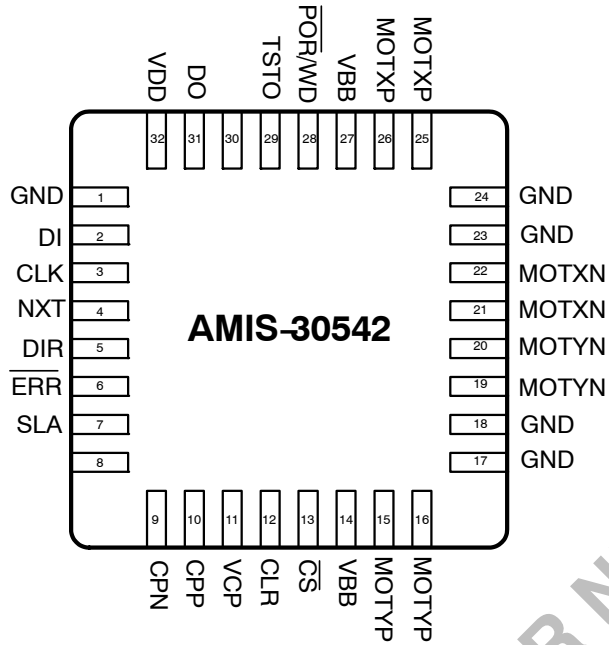 VDD
DO
TSTO
POR/WD
VBB
MOTXP
MOTXP
32
31
30
29
28
27
26
25
GND 1
DI 2
CLK 3
NXT 4
DIR 5
ERR 6
SLA 7
8
AMIS-30542
24 GND
23 GND
22 MOTXN
21 MOTXN
20 MOTYN
19 MOTYN
18 GND
17 GND
9
10
11
12
13
14
15
16
CPN
CPP
VCP
CLR
CS
VBB
MOTYP
MOTYP
R N